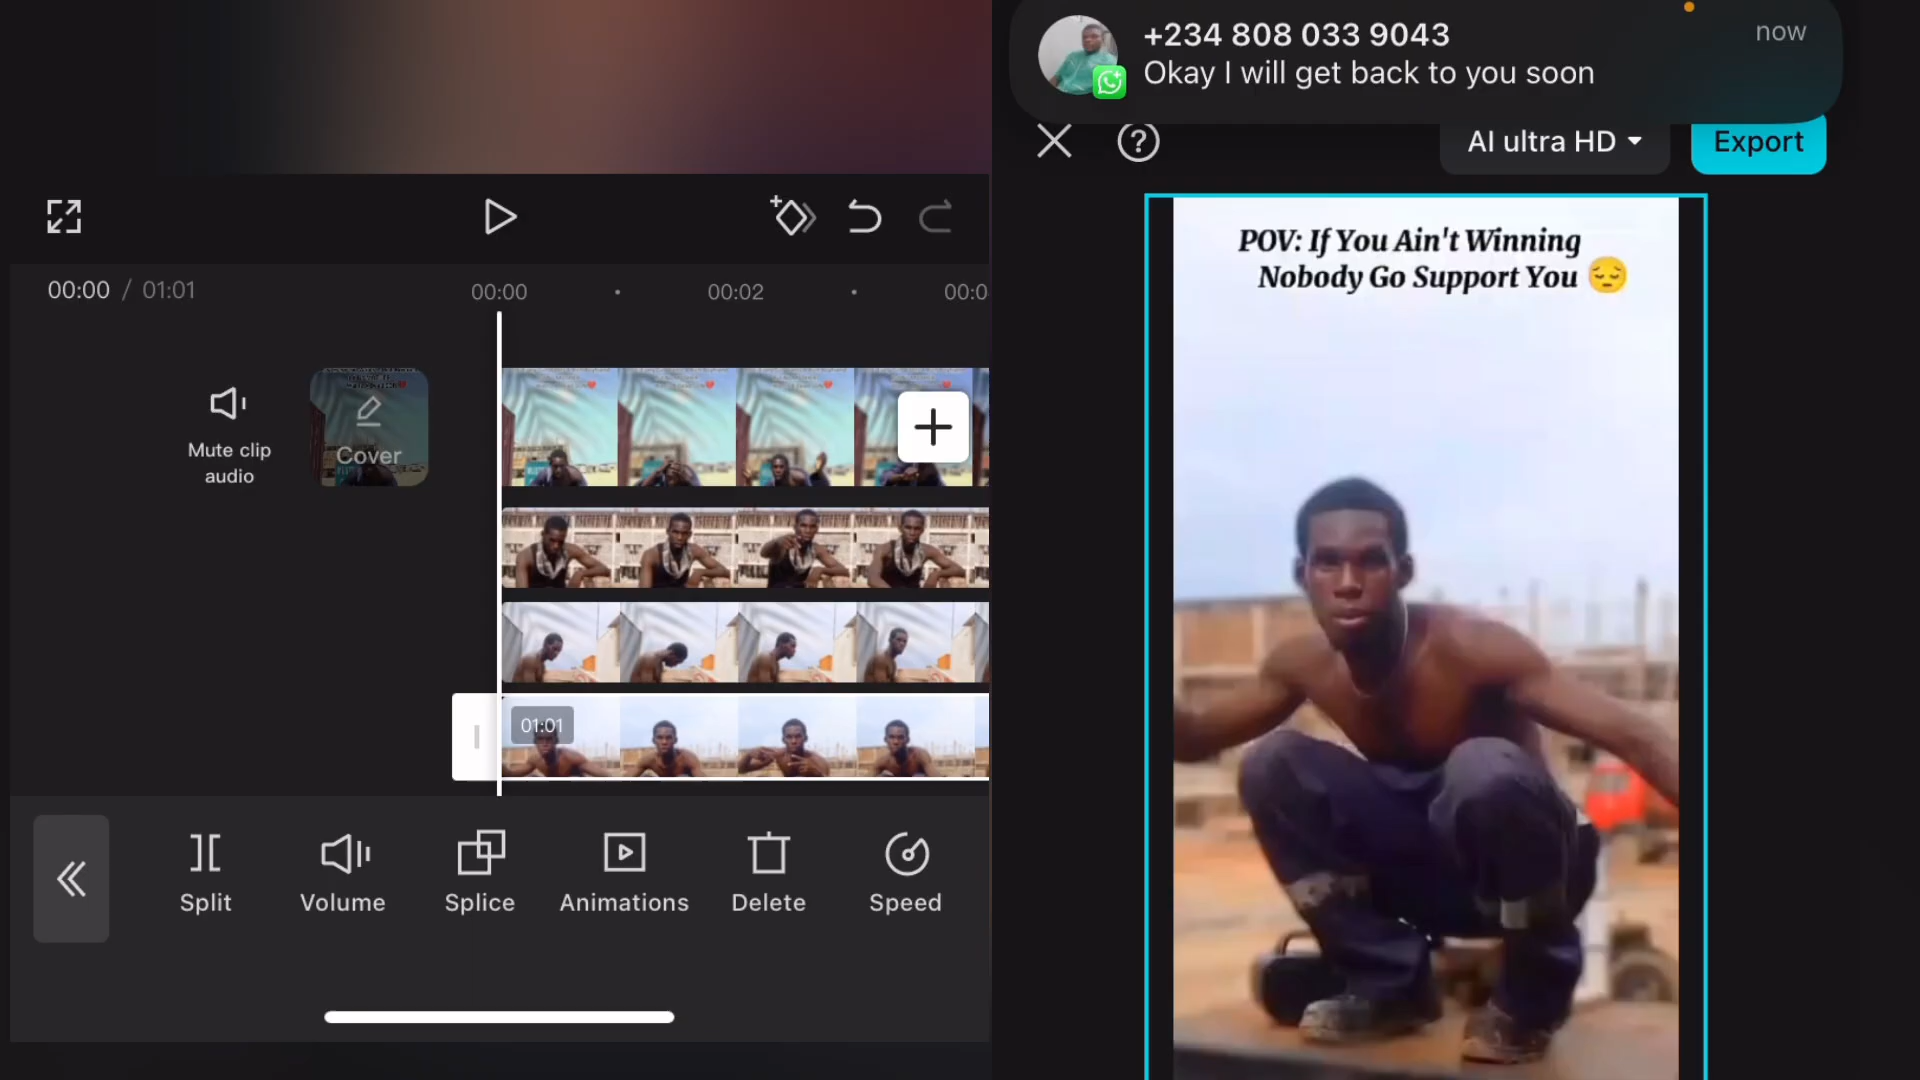 00:00 / 01:01
00:00
00:02
00:0
Mute clip
audio
Cover
01:01
Split
Volume
Splice
Animations
Delete
Speed
+234 808 033 9043
now
Okay I will get back to you soon
AI ultra HD
Export
POV: If You Ain't Winning
Nobody Go Support You 😔